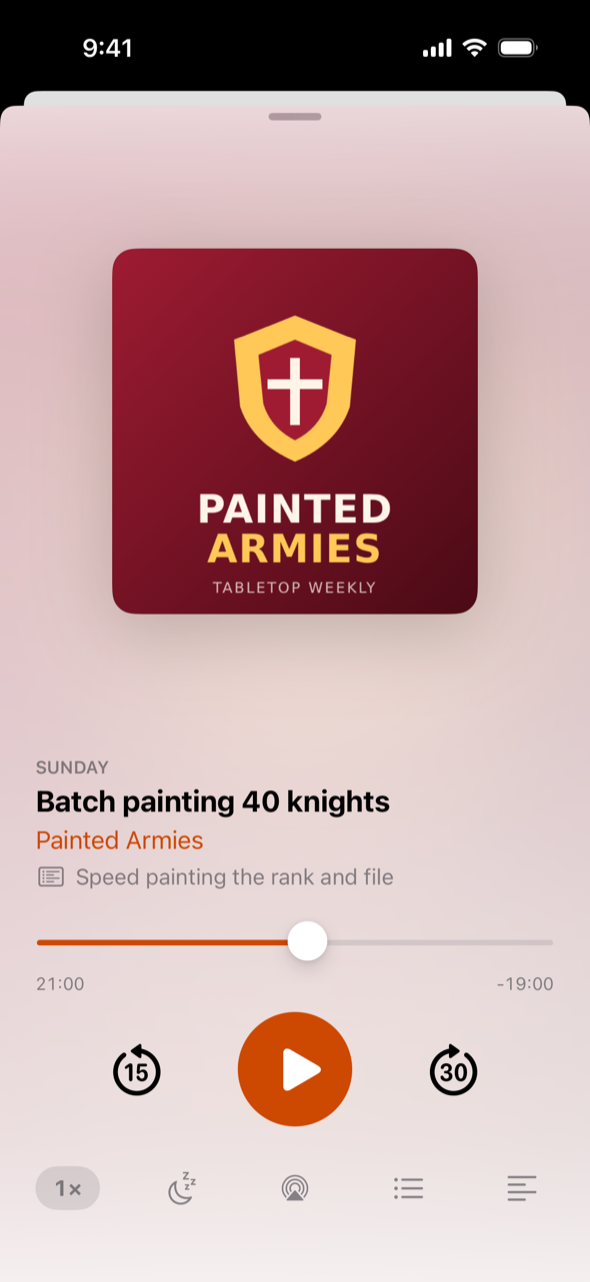 9:41
PAINTED
ARMIES
TABLETOP WEEKLY
SUNDAY
Batch painting 40 knights
Painted Armies
Speed painting the rank and file
21:00
-19:00
15
30
1×
z z z